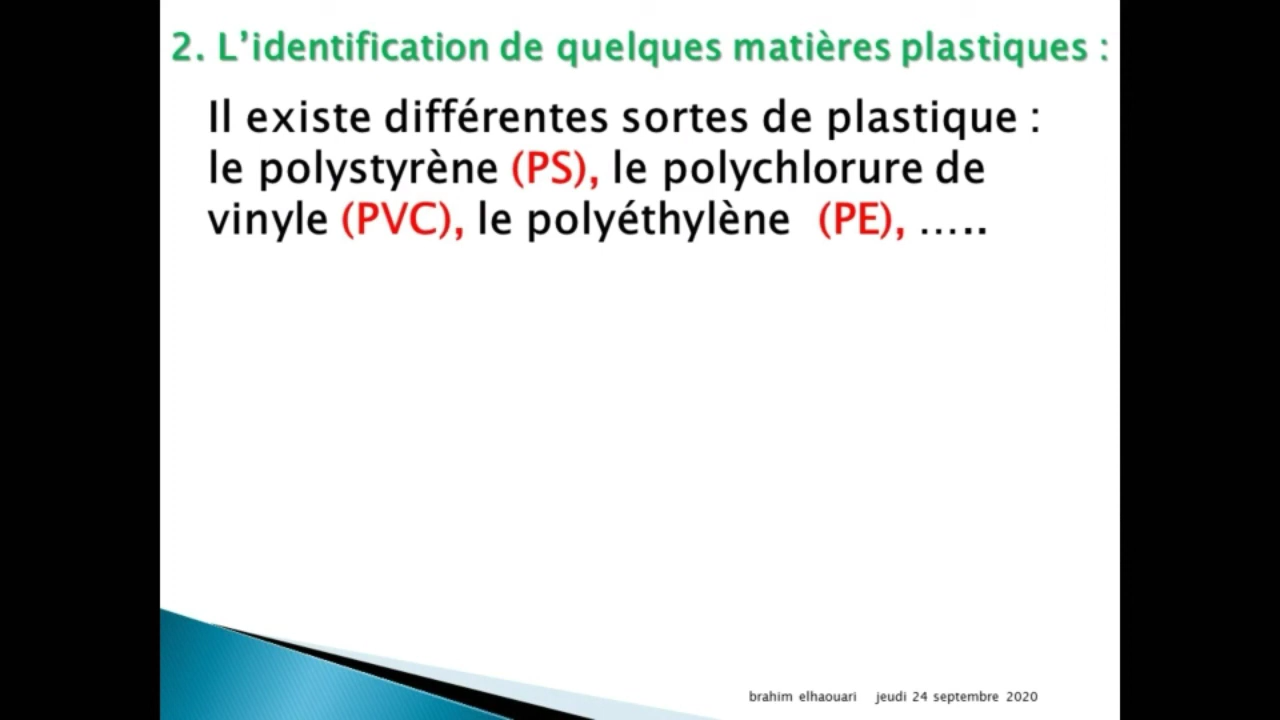 2. L’identification de quelques matières plastiques :
Il existe différentes sortes de plastique :
le polystyrène (PS), le polychlorure de
vinyle (PVC), le polyéthylène (PE), .....
brahim elhaouari jeudi 24 septembre 2020